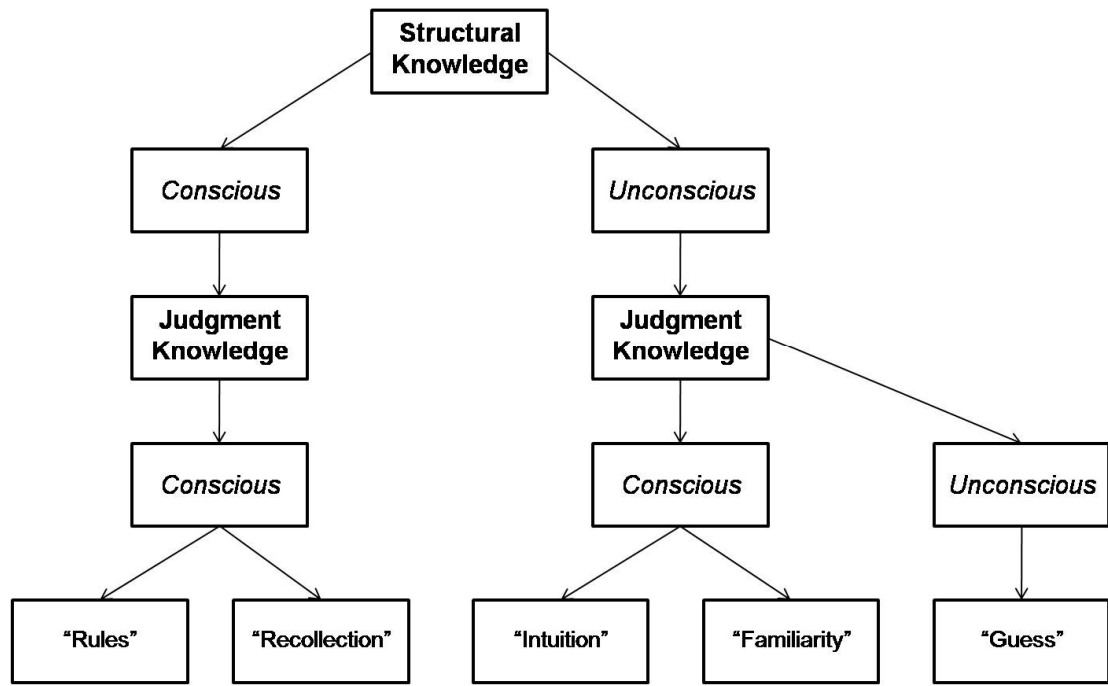 Structural
Knowledge
Conscious
Unconscious
Judgment
Knowledge
Judgment
Knowledge
Conscious
Conscious
Unconscious
“Rules”
“Recollection”
“Intuition”
“Familiarity”
“Guess”